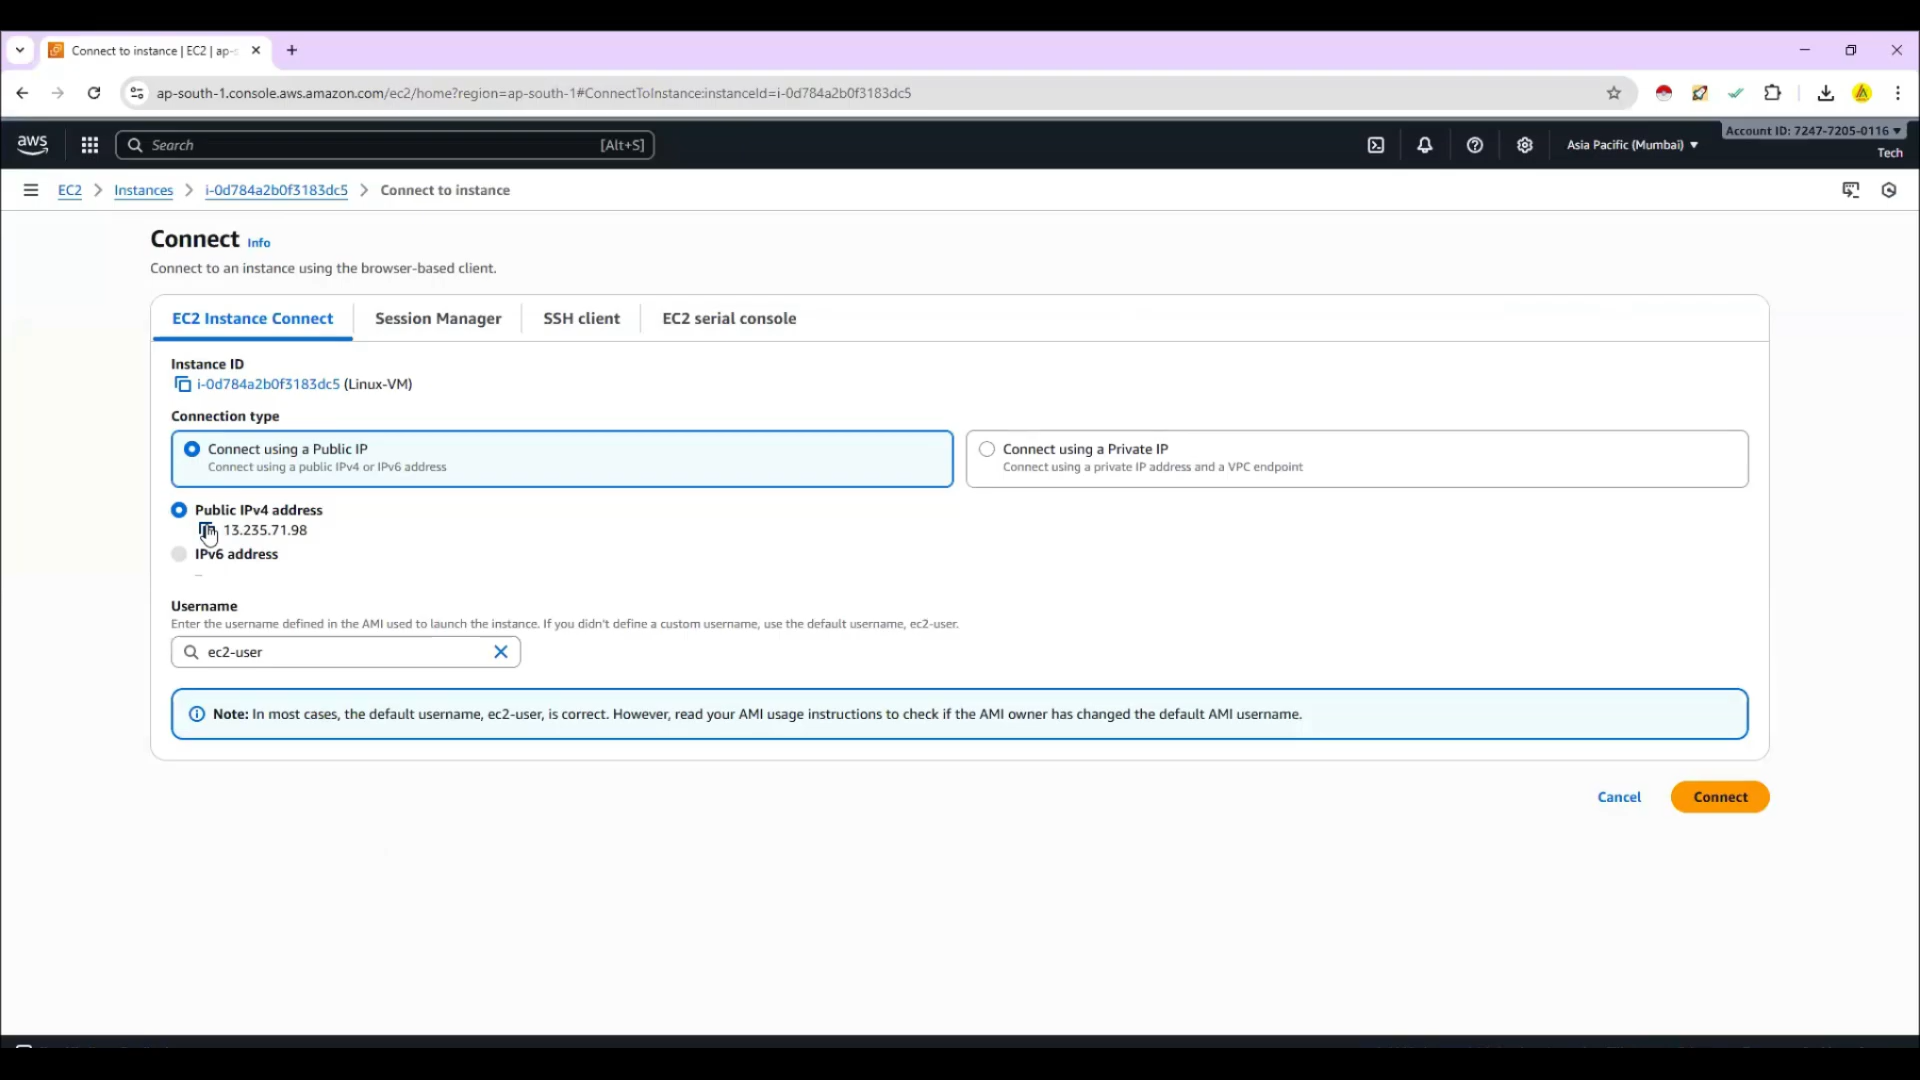 Connect to instance | EC2 | ap-s
ap-south-1.console.aws.amazon.com/ec2/home?region=ap-south-1#ConnectToInstance:instanceId=i-0d784a2b0f3183dc5
aws
Search
[Alt+S]
Asia Pacific (Mumbai)
Account ID: 7247-7205-0116
Tech
EC2
Instances
i-0d784a2b0f3183dc5
Connect to instance
Connect Info
Connect to an instance using the browser-based client.
EC2 Instance Connect
Session Manager
SSH client
EC2 serial console
Instance ID
i-0d784a2b0f3183dc5 (Linux-VM)
Connection type
Connect using a Public IP
Connect using a public IPv4 or IPv6 address
Connect using a Private IP
Connect using a private IP address and a VPC endpoint
Public IPv4 address
13.235.71.98
IPv6 address
–
Username
Enter the username defined in the AMI used to launch the instance. If you didn't define a custom username, use the default username, ec2-user.
ec2-user
Note: In most cases, the default username, ec2-user, is correct. However, read your AMI usage instructions to check if the AMI owner has changed the default AMI username.
Cancel
Connect